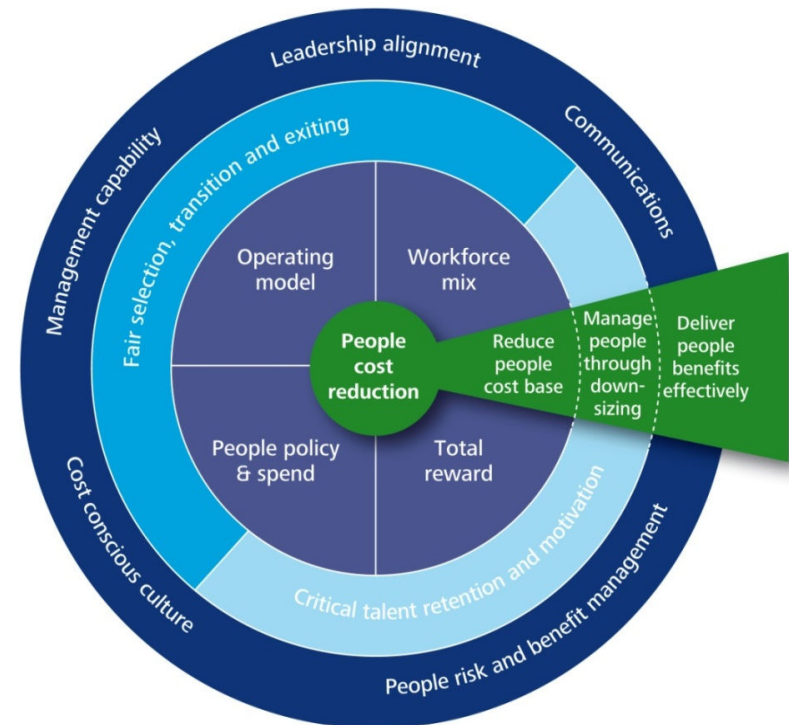 Leadership alignment
Communications
Management capability
Fair selection, transition and exiting
Operating
model
Workforce
mix
People
cost
reduction
Reduce
people
cost base
Manage
people
through
down-
sizing
Deliver
people
benefits
effectively
People policy
& spend
Total
reward
Cost conscious culture
Critical talent retention and motivation
People risk and benefit management